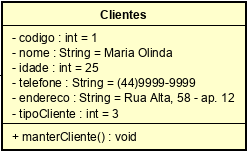 Clientes
- codigo : int = 1
- nome : String = Maria Olinda
- idade : int = 25
- telefone : String = (44)9999-9999
- endereco : String = Rua Alta, 58 - ap. 12
- tipoCliente : int = 3
+ manterCliente() : void